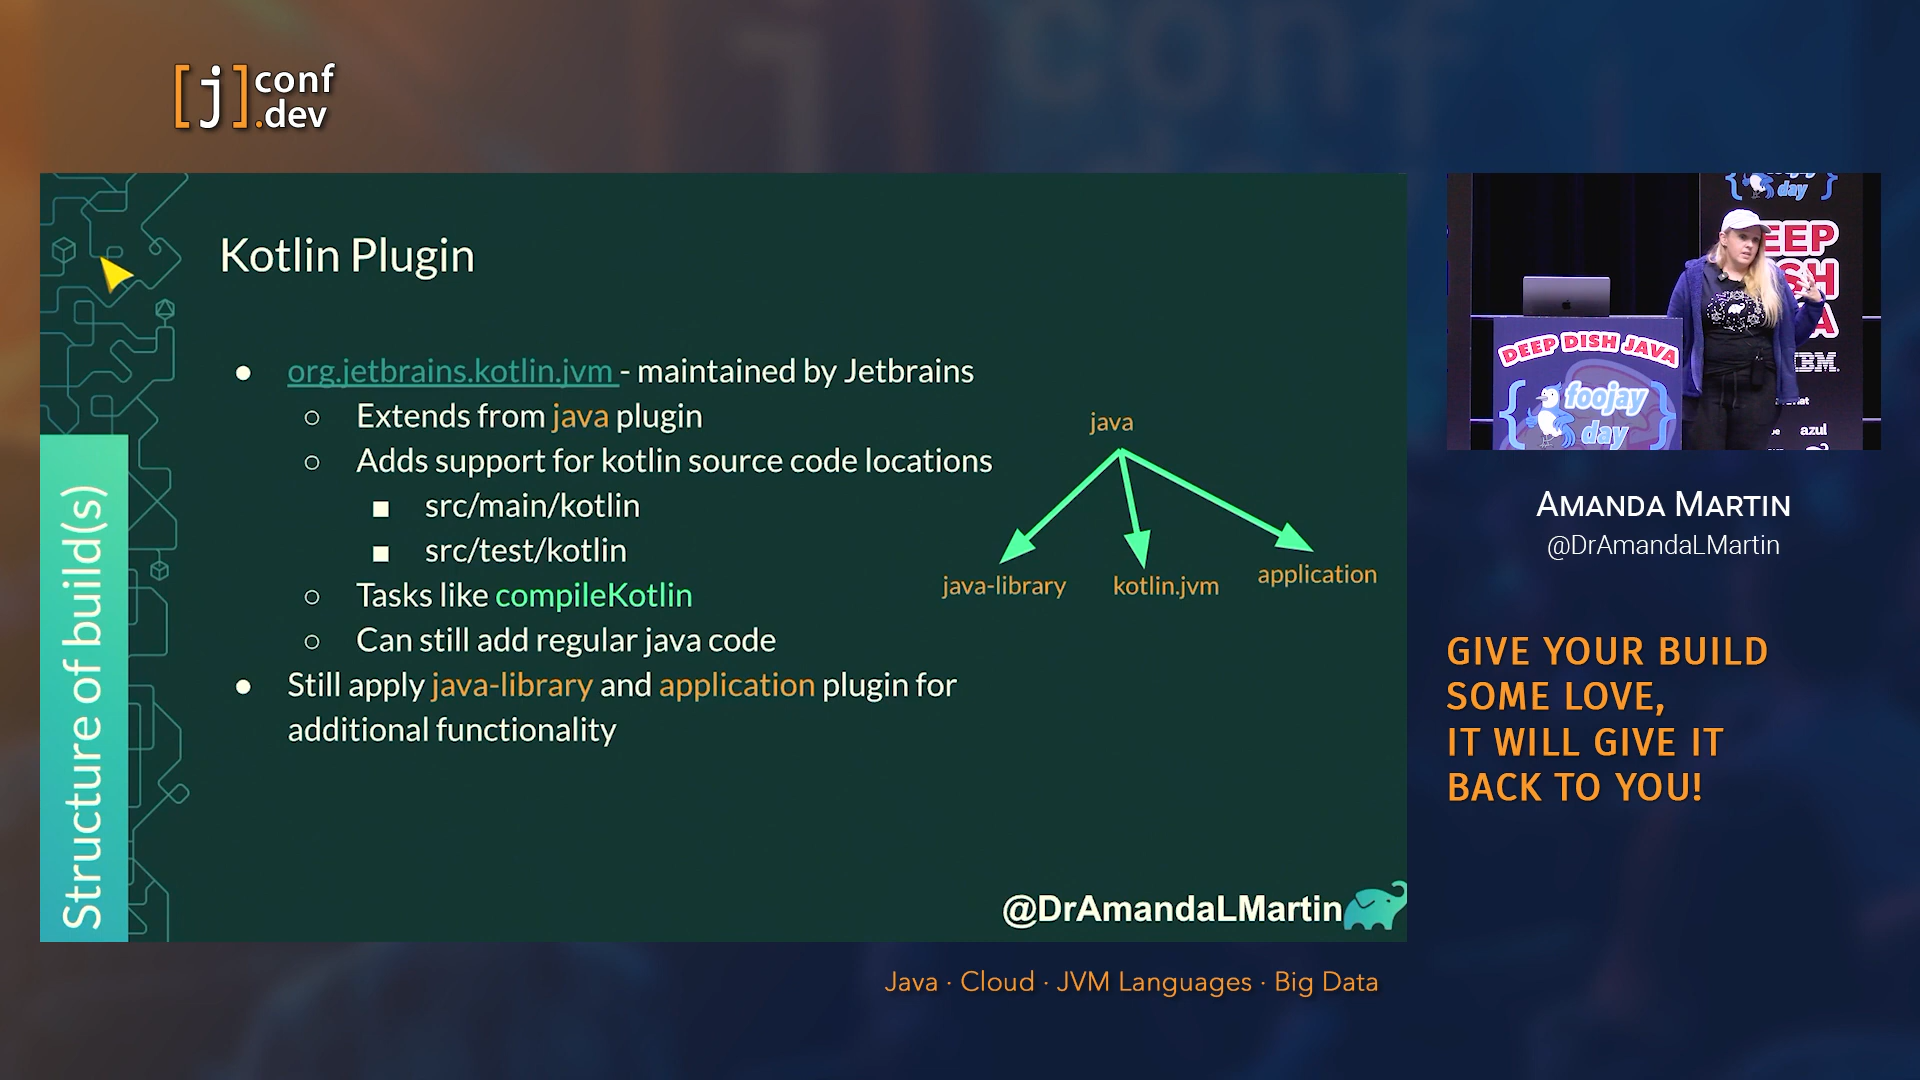 [j] conf
.dev
Kotlin Plugin
● org.jetbrains.kotlin.jvm - maintained by Jetbrains
○ Extends from java plugin
○ Adds support for kotlin source code locations
■ src/main/kotlin
■ src/test/kotlin
○ Tasks like compileKotlin
○ Can still add regular java code
● Still apply java-library and application plugin for
additional functionality
java
java-library
kotlin.jvm
application
Structure of build(s)
@DrAmandaLMartin
day
DEEP DISH JAVA
{ foojay
day }
IBM.
azul
AMANDA MARTIN
@DrAmandaLMartin
GIVE YOUR BUILD
SOME LOVE,
IT WILL GIVE IT
BACK TO YOU!
Java · Cloud · JVM Languages · Big Data